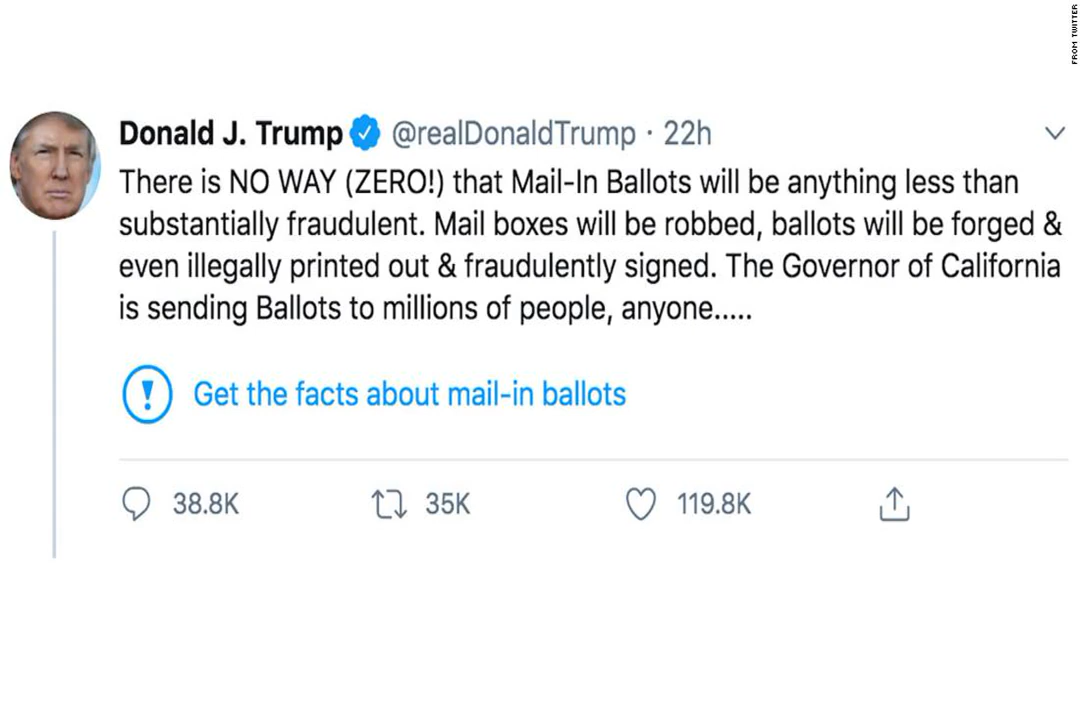 FROM TWITTER
Donald J. Trump @realDonaldTrump · 22h
There is NO WAY (ZERO!) that Mail-In Ballots will be anything less than
substantially fraudulent. Mail boxes will be robbed, ballots will be forged &
even illegally printed out & fraudulently signed. The Governor of California
is sending Ballots to millions of people, anyone.....
Get the facts about mail-in ballots
38.8K 35K 119.8K